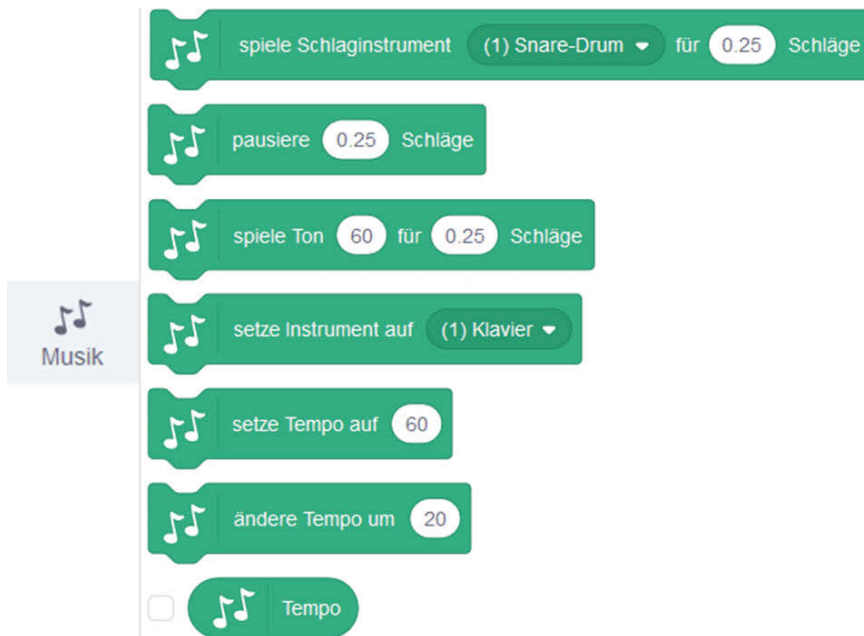 spiele Schlaginstrument (1) Snare-Drum für 0.25 Schläge
pausiere 0.25 Schläge
spiele Ton 60 für 0.25 Schläge
setze Instrument auf (1) Klavier
Musik
setze Tempo auf 60
ändere Tempo um 20
Tempo